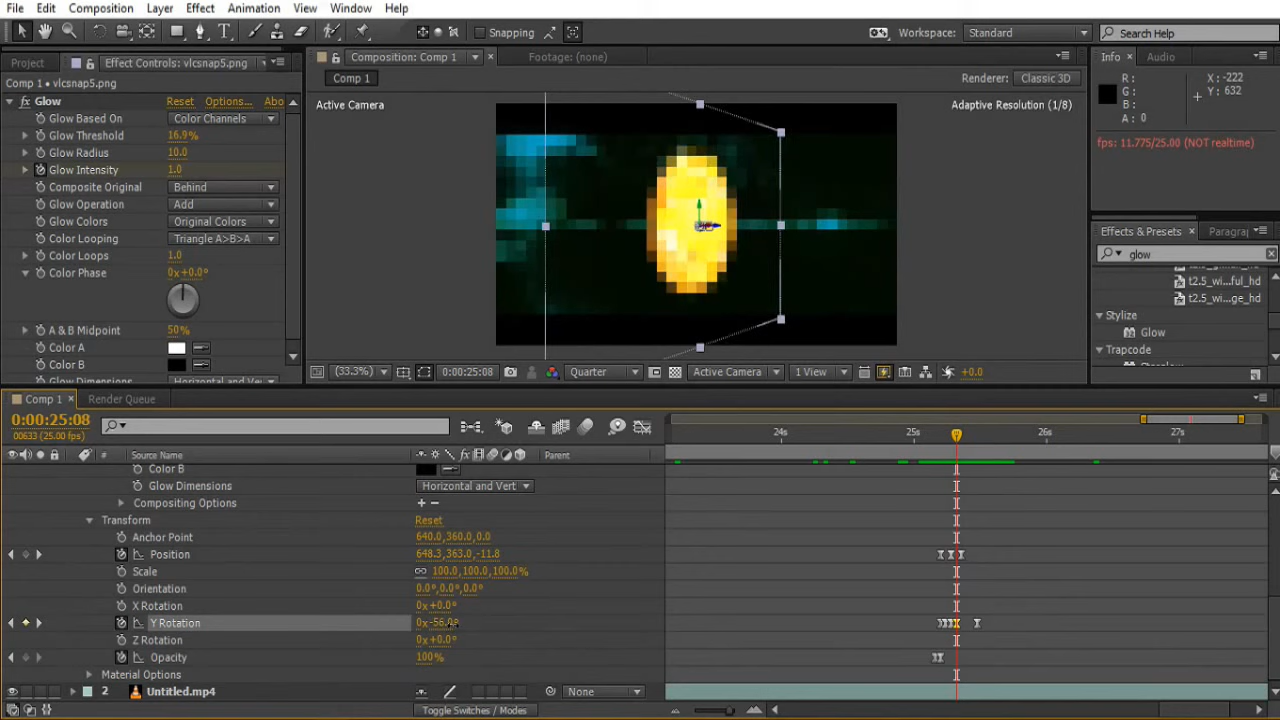 File Edit Composition Layer Effect Animation View Window Help
Snapping Workspace: Standard Search Help
Project Effect Controls: vlcsnap5.png Composition: Comp 1 Footage: (none) Info Audio
Comp 1 • vlcsnap5.png Comp 1 Renderer: Classic 3D
fx Glow Reset Options... Abo
Active Camera Adaptive Resolution (1/8)
R: X: -222
G: Y: 632
B:
A: 0
fps: 11.775/25.00 (NOT realtime)
Glow Based On Color Channels
Glow Threshold 16.9%
Glow Radius 10.0
Glow Intensity 1.0
Composite Original Behind
Glow Operation Add
Glow Colors Original Colors
Color Looping Triangle A>B>A
Color Loops 1.0
Color Phase 0x+0.0°
A & B Midpoint 50%
Color A
Color B
Glow Dimensions Horizontal and Ve
Effects & Presets Paragra
glow
t2.5_wi...ful_hd
t2.5_wi...ge_hd
Stylize
Glow
Trapcode
(33.3%) 0:00:25:08 Quarter Active Camera 1 View +0.0
Comp 1 Render Queue
0:00:25:08
00633 (25.00 fps)
24s 25s 26s 27s
# Source Name fx Parent
Color B
Glow Dimensions Horizontal and Vert
Compositing Options + −
Transform Reset
Anchor Point 640.0,360.0,0.0
Position 648.3,363.0,-11.8
Scale 100.0,100.0,100.0%
Orientation 0.0°,0.0°,0.0°
X Rotation 0x+0.0°
Y Rotation 0x-56.0°
Z Rotation 0x+0.0°
Opacity 100%
Material Options
2 Untitled.mp4 None
Toggle Switches / Modes